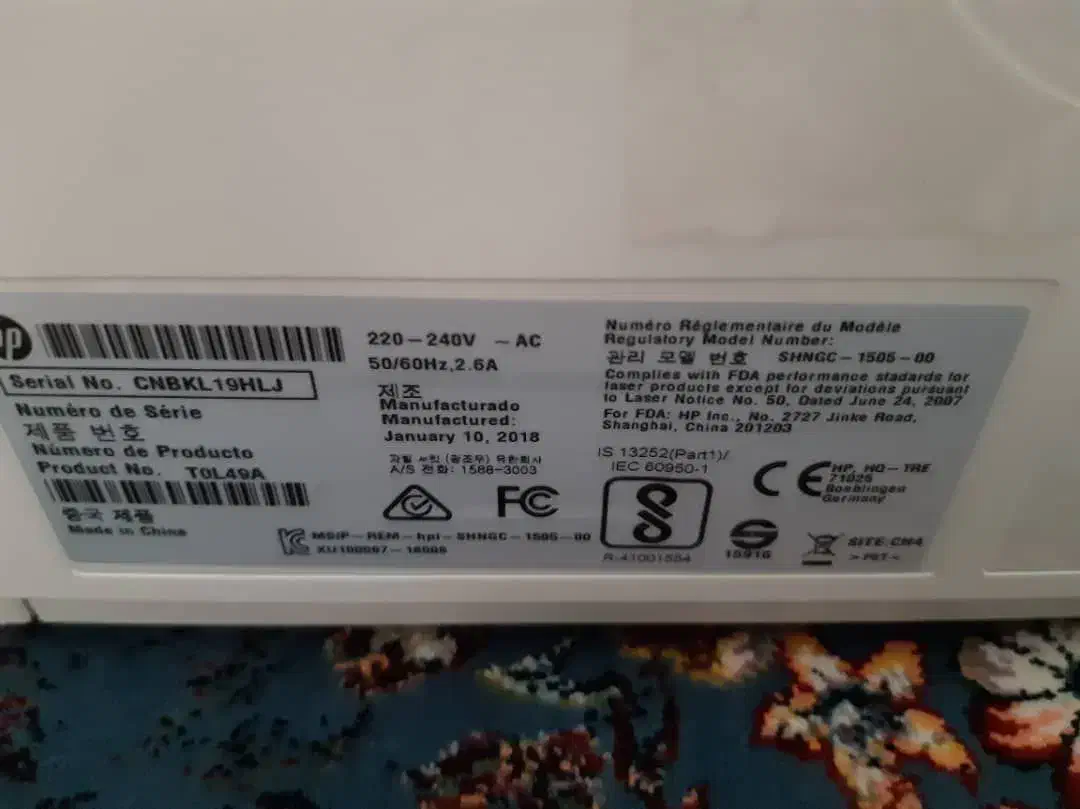 hp
Serial No. CNBKL19HLJ
Numéro de Série
제품 번호
Número de Producto
Product No. T0L49A
중국 제품
Made in China
220-240V ~ AC
50/60Hz, 2.6A
제조
Manufacturado
Manufactured:
January 10, 2018
A/S 전화: 1588-3003
FC
MSIP-REM-hpi-SHNGC-1505-00
Numéro Réglementaire du Modèle
Regulatory Model Number:
관리 모델 번호 SHNGC-1505-00
Complies with FDA performance stadards for
laser products except for deviations pursuant
to Laser Notice No. 50, Dated June 24, 2007
For FDA: HP Inc., No. 2727 Jinke Road,
Shanghai, China 201203
IS 13252(Part1)/
IEC 60950-1
R-41001554
CE
HP, HQ-TRE
71025
Boeblingen
Germany
15916
SITE:CN4
>PET<